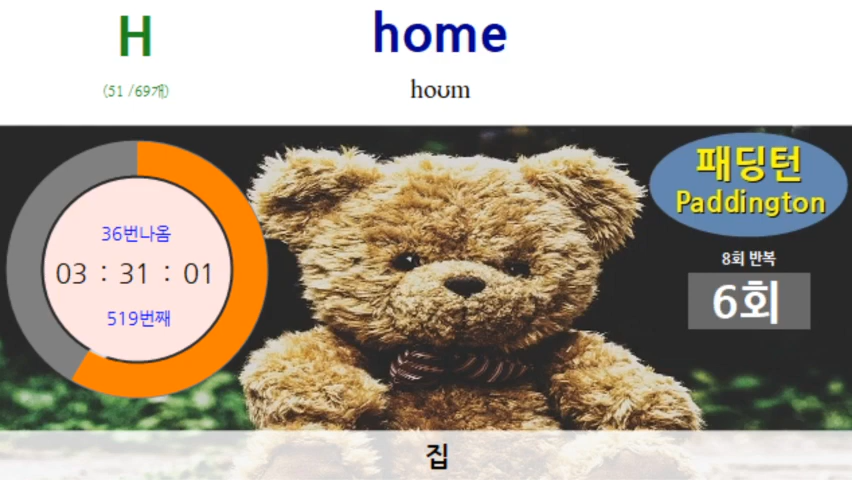 H
(51 /69개)
home
houm
36번나옴
03 : 31 : 01
519번째
패딩턴
Paddington
8회 반복
6회
집